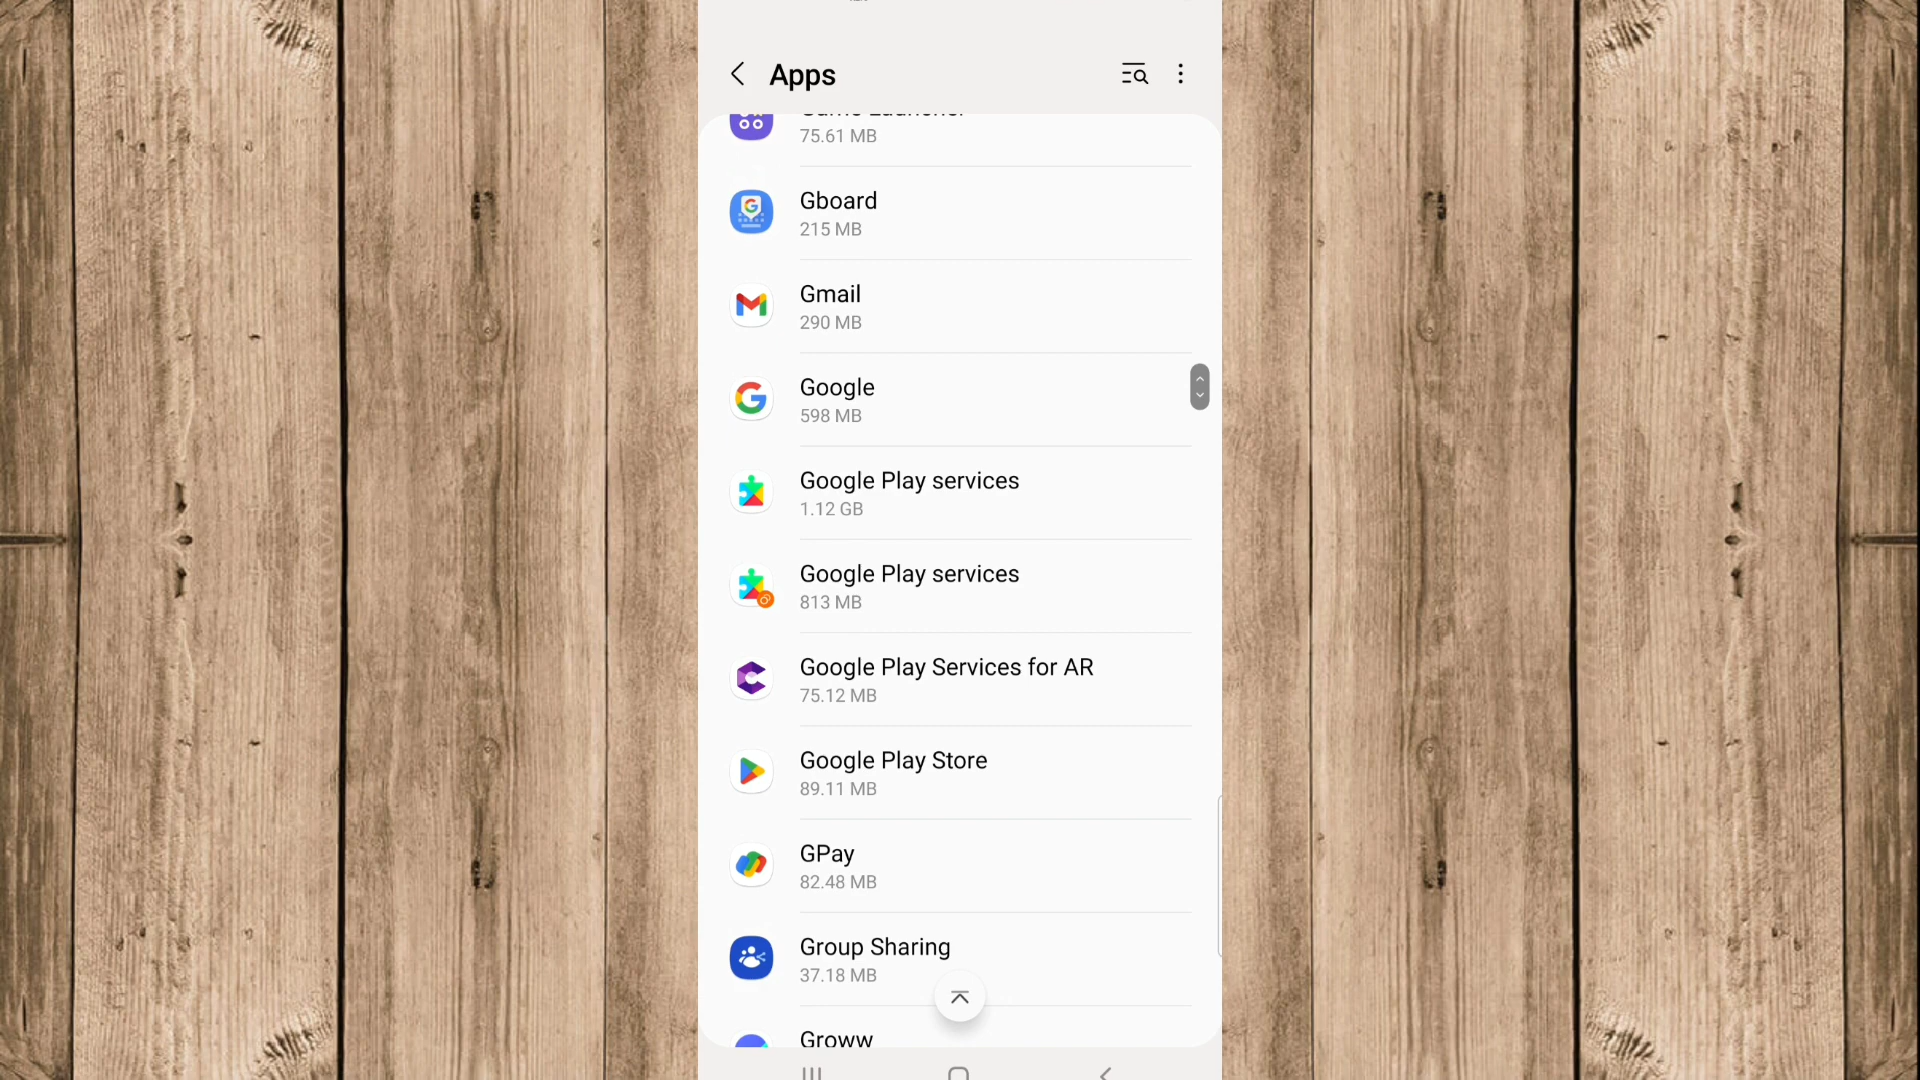 Apps
Game Launcher
75.61 MB
Gboard
215 MB
Gmail
290 MB
Google
598 MB
Google Play services
1.12 GB
Google Play services
813 MB
Google Play Services for AR
75.12 MB
Google Play Store
89.11 MB
GPay
82.48 MB
Group Sharing
37.18 MB
Groww